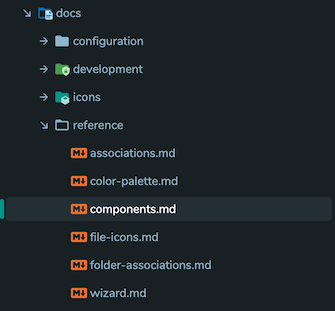 docs
configuration
development
icons
reference
associations.md
color-palette.md
components.md
file-icons.md
folder-associations.md
wizard.md